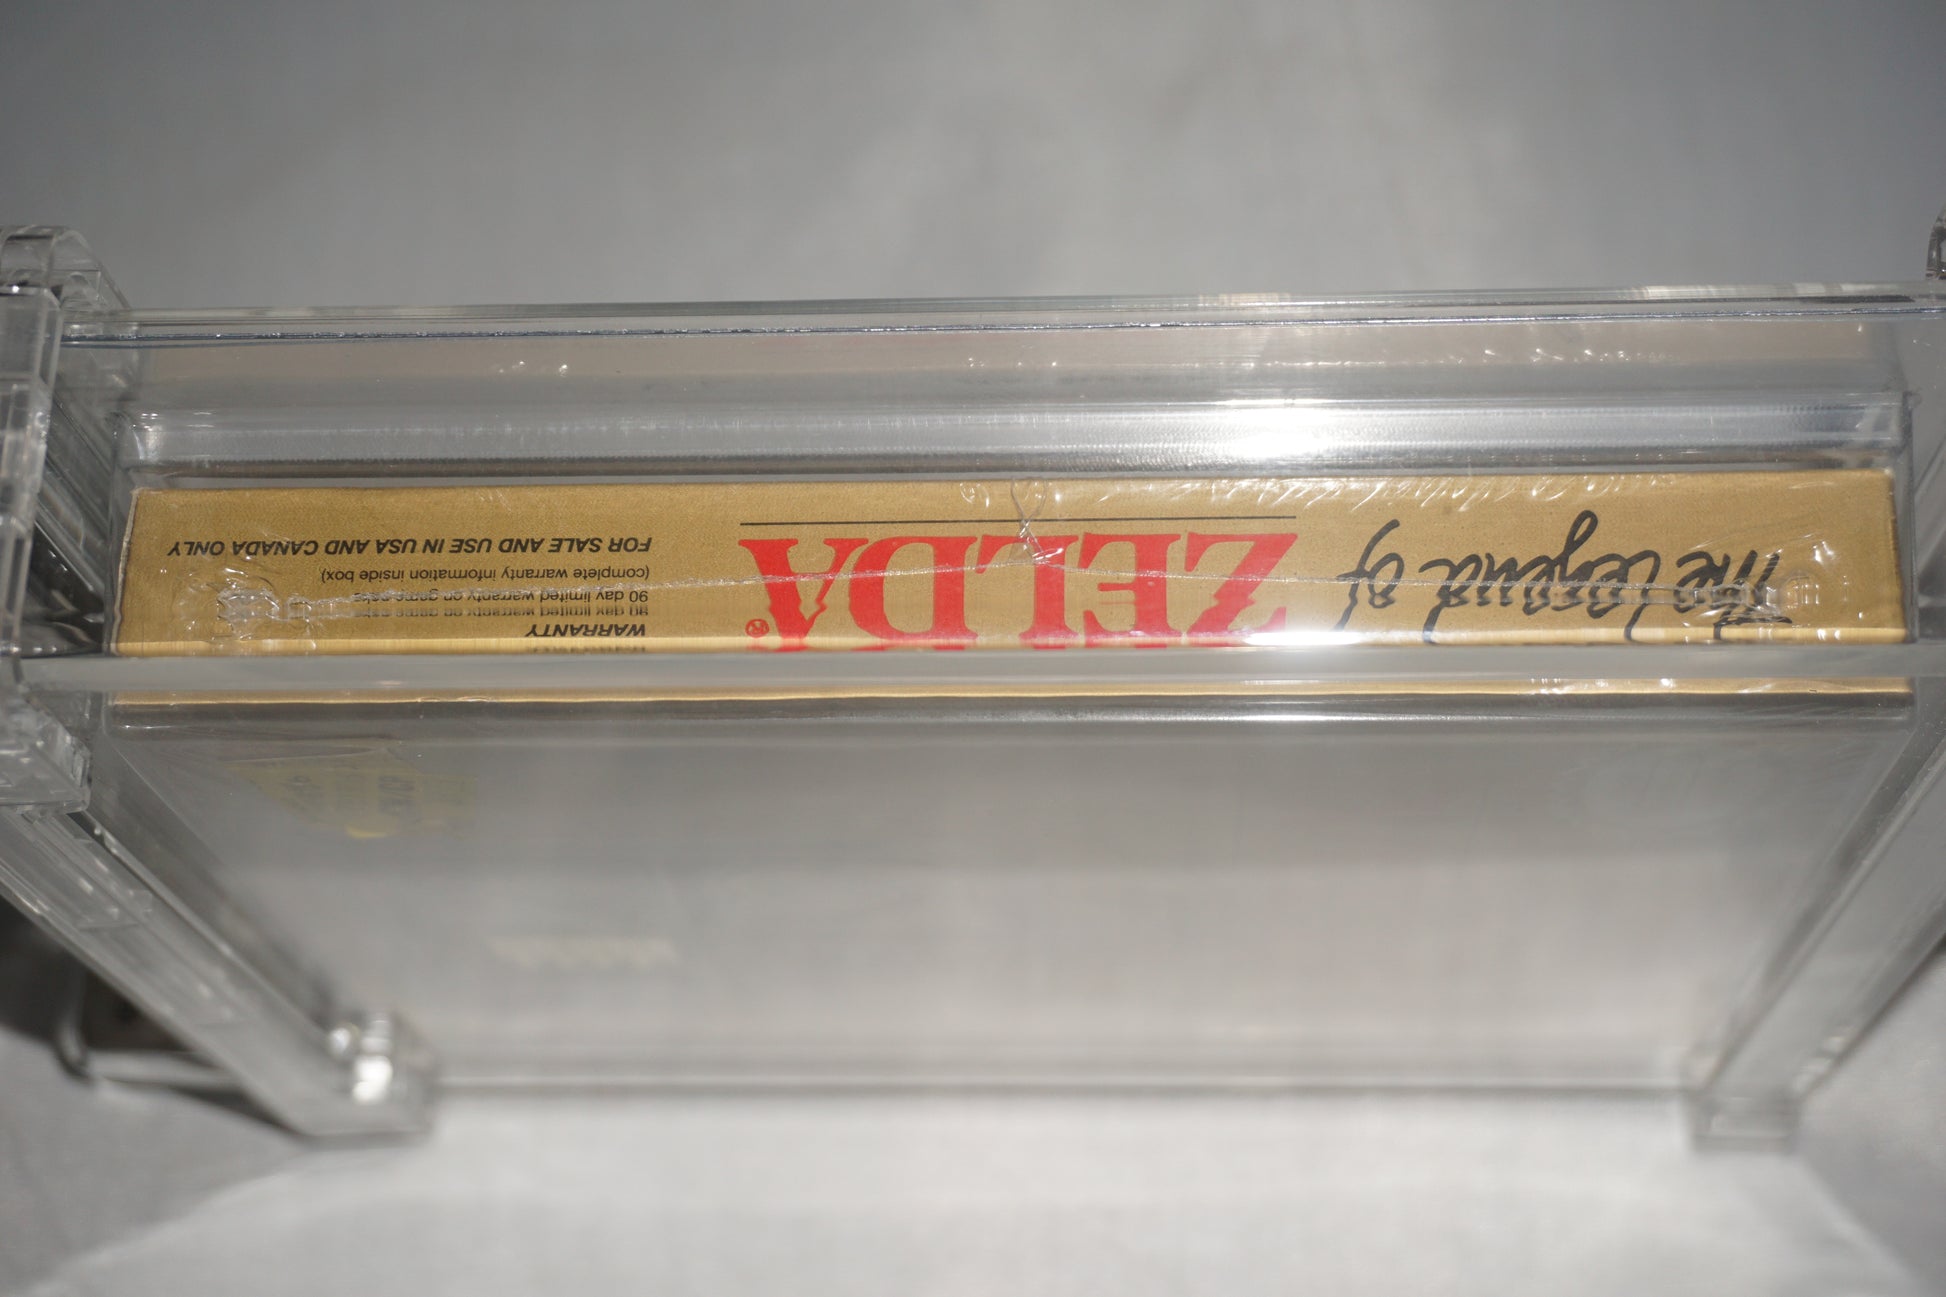 The Legend of
ZELDA
WARRANTY
90 day limited warranty on game paks
(complete warranty information inside box)
FOR SALE AND USE IN USA AND CANADA ONLY